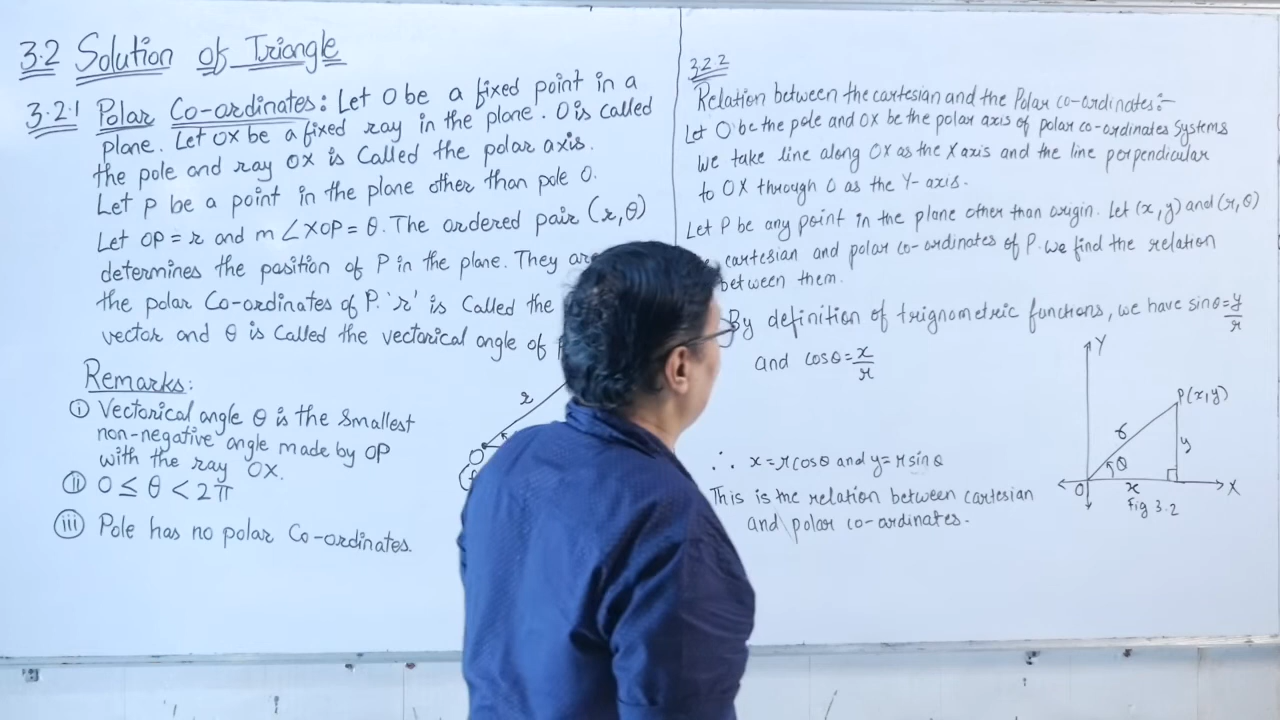 3.2 Solution of Triangle
3.2.1 Polar Co-ordinates: Let O be a fixed point in a
plane. Let OX be a fixed ray in the plane. O is called
the pole and ray OX is Called the polar axis.
Let P be a point in the plane other than pole O.
Let OP = r and m∠XOP = θ. The ordered pair (r,θ)
determines the position of P in the plane. They are
the polar Co-ordinates of P. 'r' is Called the
vector and θ is Called the vectorical angle of
Remarks:
(i) Vectorical angle θ is the smallest
non-negative angle made by OP
with the ray OX.
(ii) 0 ≤ θ < 2π
(iii) Pole has no polar Co-ordinates.
r
O
3.2.2
Relation between the cartesian and the Polar co-ordinates:-
Let O be the pole and OX be the polar axis of polar co-ordinates Systems
We take line along OX as the X axis and the line perpendicular
to OX through O as the Y-axis.
Let P be any point in the plane other than origin. Let (x,y) and (r,θ)
cartesian and polar co-ordinates of P. we find the relation
between them.
By definition of trignometric functions, we have sinθ=y/r
and cosθ=x/r
∴ x=rcosθ and y=rsinθ
This is the relation between cartesian
and polar co-ordinates.
Y
P(x,y)
r
y
θ
O
x
X
Fig 3.2